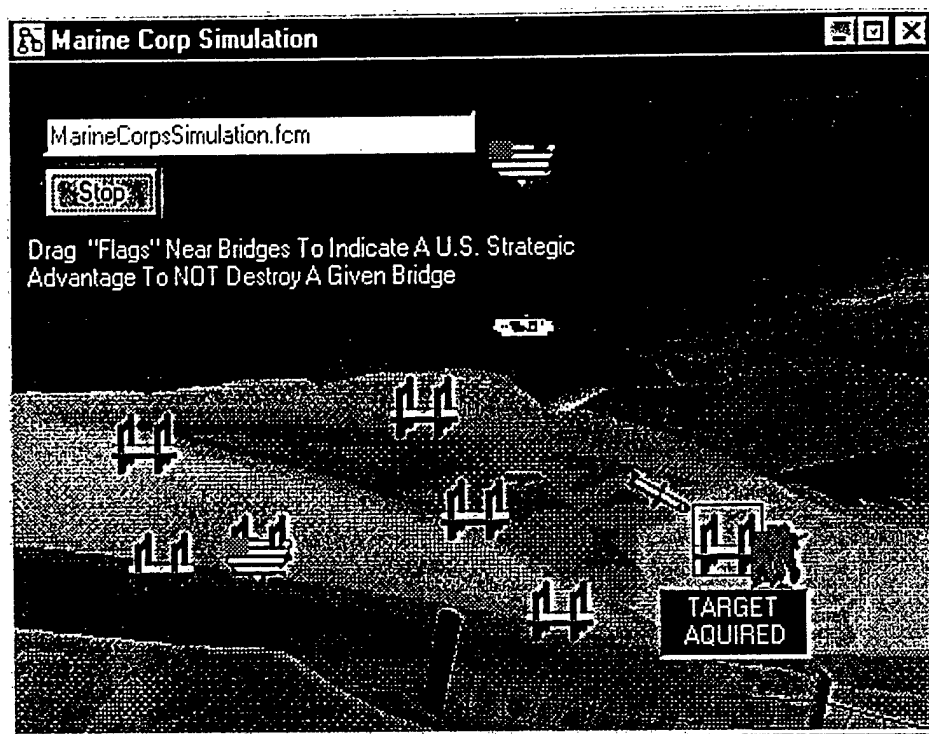 Marine Corp Simulation
MarineCorpsSimulation.fcm
Stop
Drag "Flags" Near Bridges To Indicate A U.S. Strategic
Advantage To NOT Destroy A Given Bridge
TARGET
AQUIRED